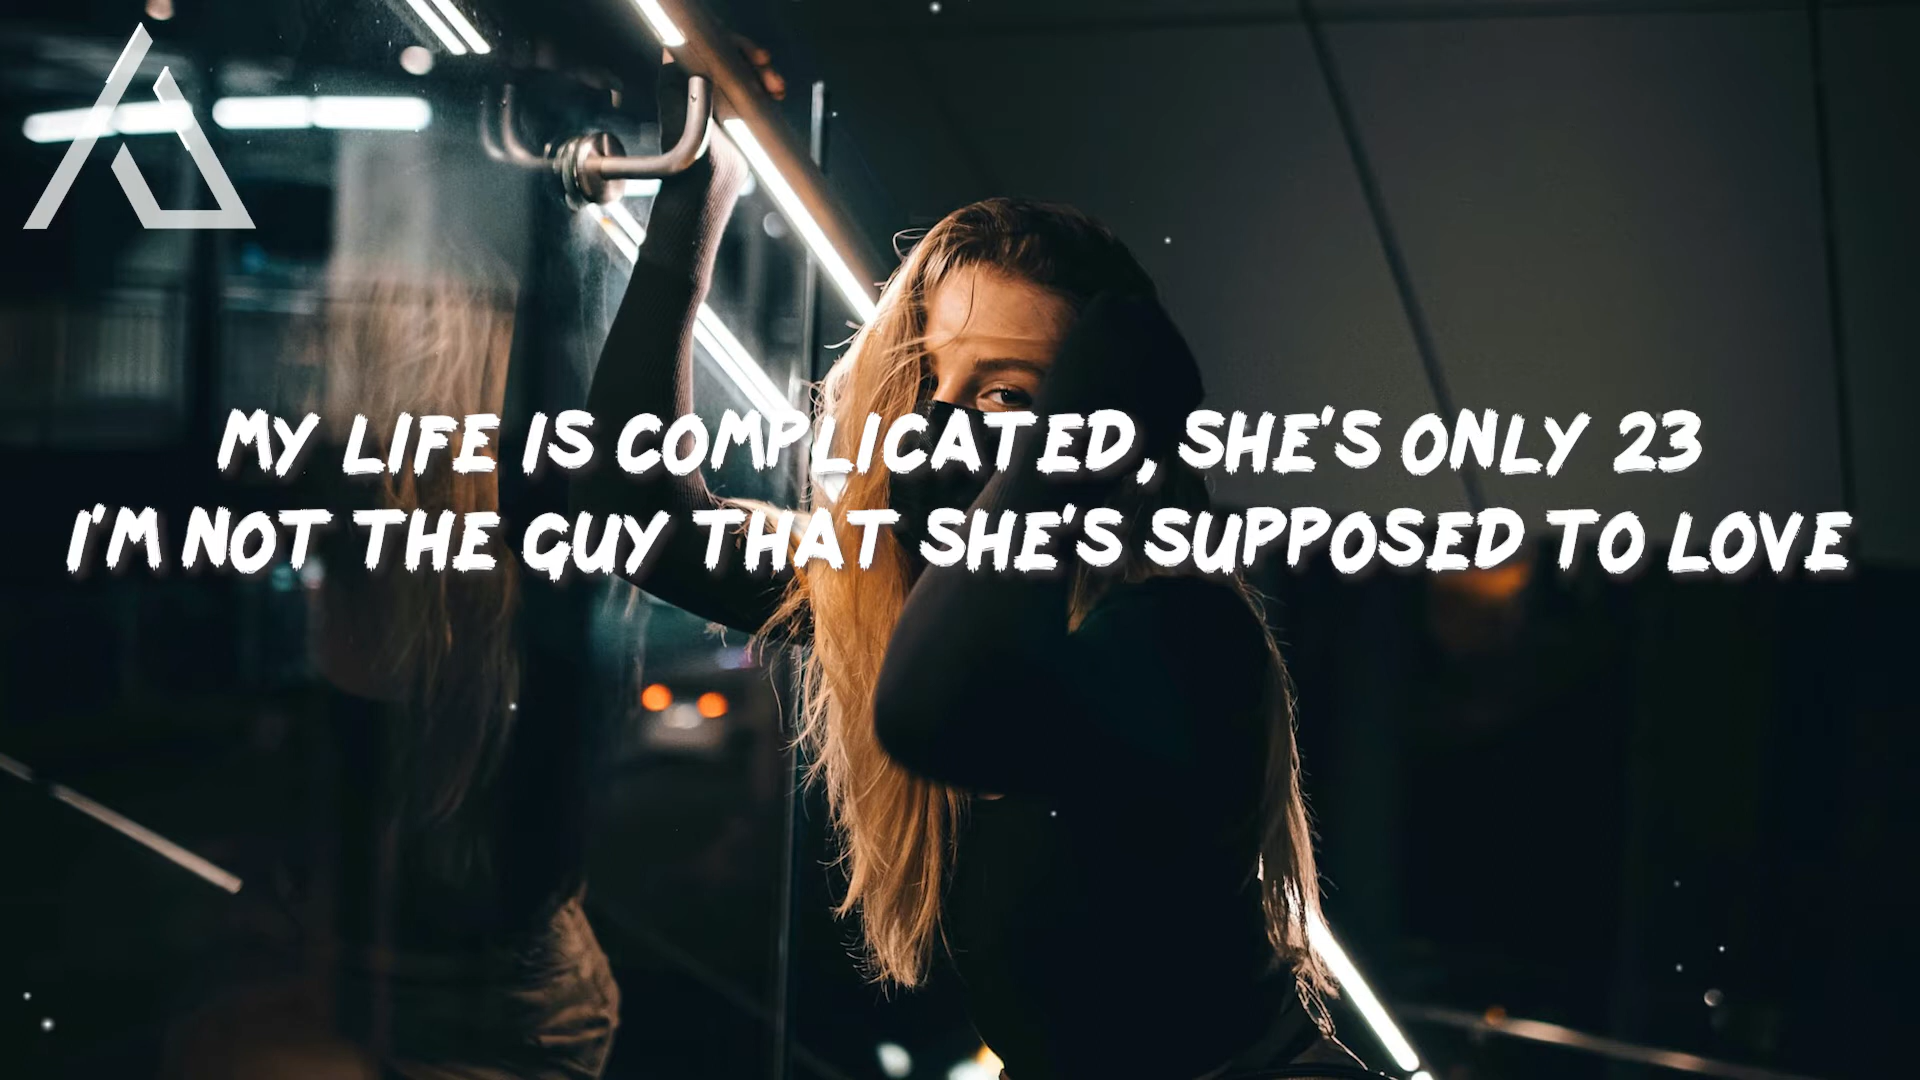 MY LIFE IS COMPLICATED, SHE'S ONLY 23
I'M NOT THE GUY THAT SHE'S SUPPOSED TO LOVE